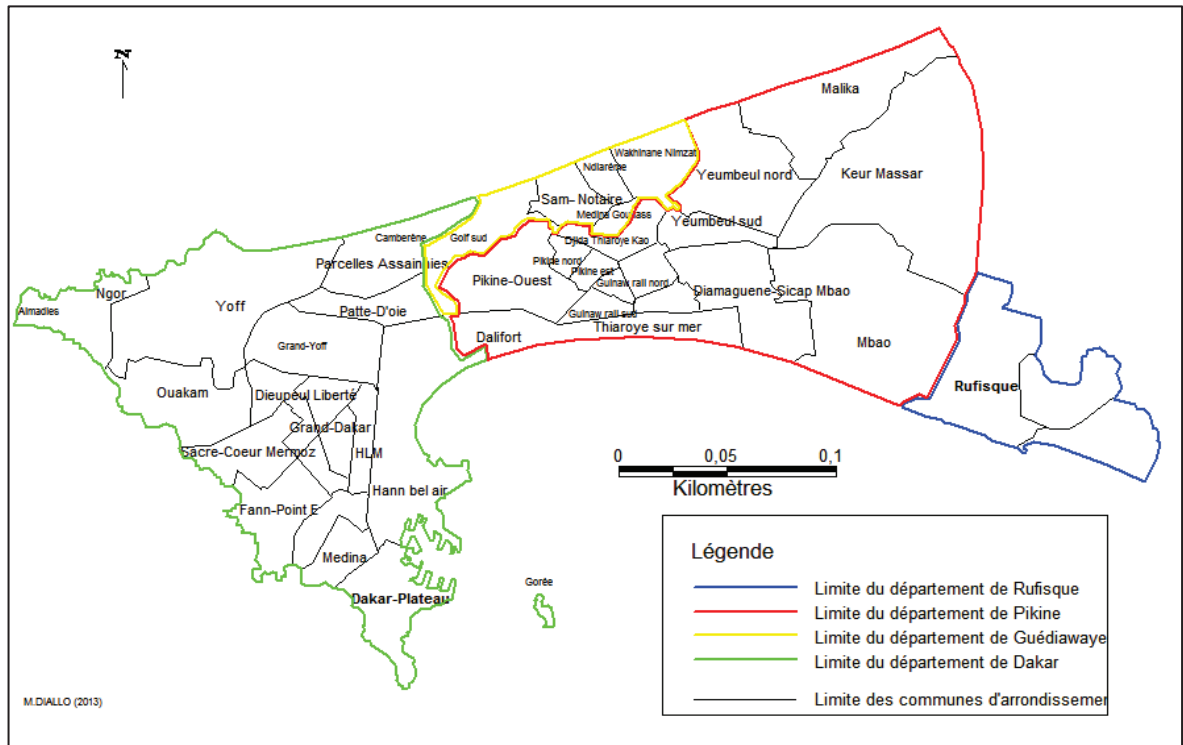 N
Malika
Wakhinane Nimzat
Ndiarème
Yeumbeul nord
Keur Massar
Sam- Notaire
Medina Gounass
Yeumbeul sud
Camberène
Golf sud
Djida Thiaroye Kao
Parcelles Assainnies
Pikine nord
Pikine est
Pikine-Ouest
Guinaw rail nord
Diamaguene-Sicap Mbao
Ngor
Yoff
Almadies
Patte-D'oie
Guinaw rail sud
Dalifort
Thiaroye sur mer
Mbao
Grand-Yoff
Rufisque
Ouakam
Dieupeul Liberté
Grand-Dakar
Sacre-Coeur Mermoz
HLM
0 0,05 0,1
Kilomètres
Hann bel air
Fann-Point E
Medina
Gorée
Dakar-Plateau
Légende
Limite du département de Rufisque
Limite du département de Pikine
Limite du département de Guédiawaye
Limite du département de Dakar
Limite des communes d'arrondissemer
M.DIALLO (2013)